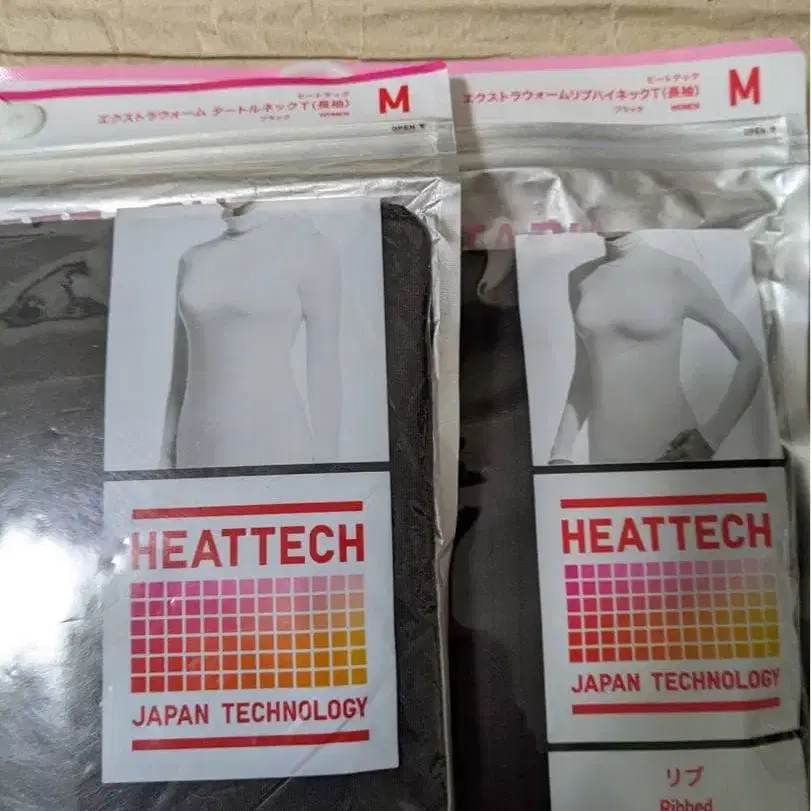 ヒートテック
エクストラウォーム タートルネックT(長袖)
ブラック WOMEN
M
OPEN ▼
HEATTECH
JAPAN TECHNOLOGY
ヒートテック
エクストラウォームリブハイネックT(長袖)
ブラック WOMEN
M
OPEN ▼
HEATTECH
JAPAN TECHNOLOGY
リブ
Ribbed